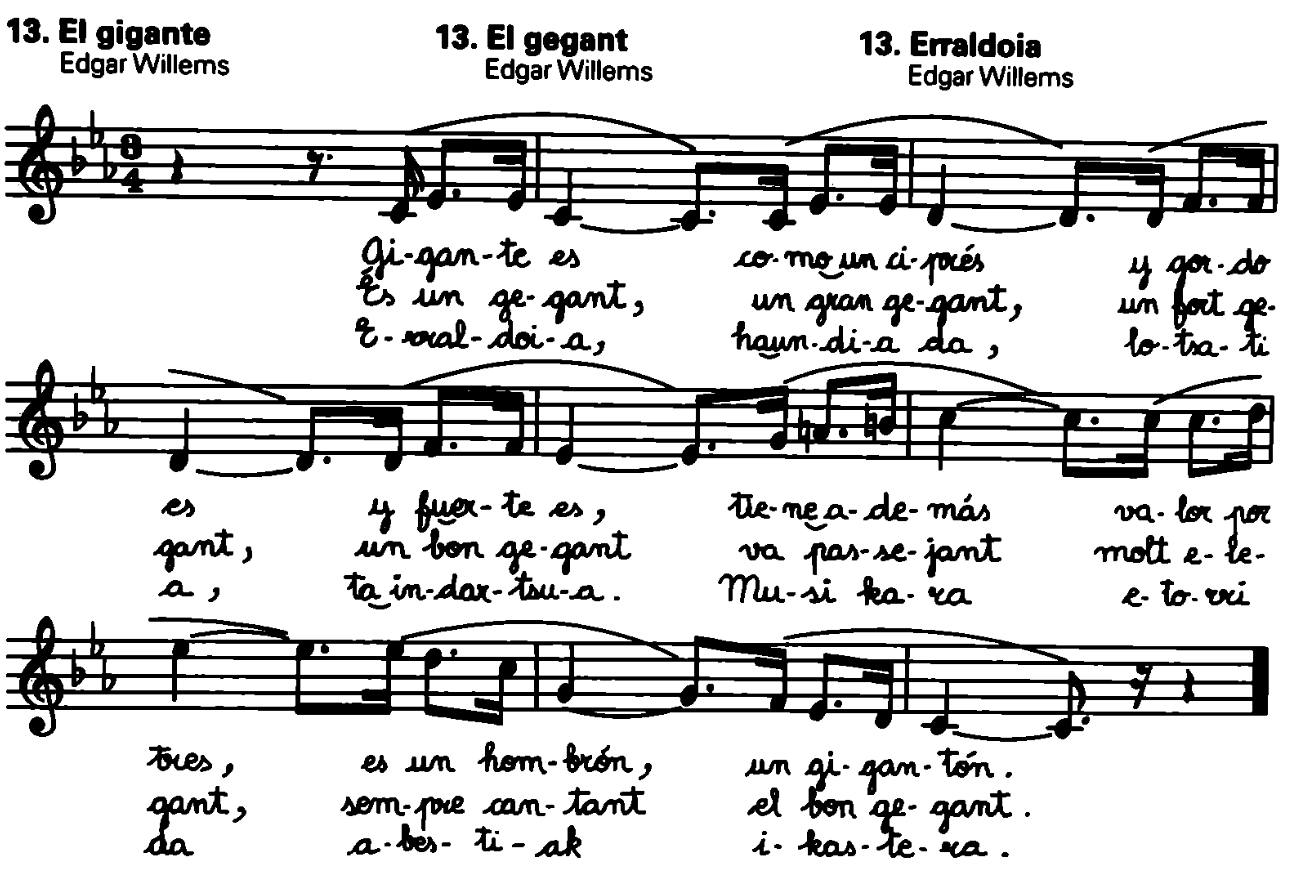 13. El gigante
Edgar Willems
13. El gegant
Edgar Willems
13. Erraldoia
Edgar Willems
3
4
Gi-gan-te es co-mo un ci-prés y gor-do
És un ge-gant, un gran ge-gant, un fort ge-
E-rral-doi-a, haun-di-a da, lo-tsa-ti
es y fuer-te es, tie-ne a-de-más va-lor por
gant, un bon ge-gant va pas-se-jant molt e-le-
a, ta in-dar-tsu-a. Mu-si ka-ra e-to-rri
tres, es un hom-brón, un gi-gan-tón.
gant, sem-pre can-tant el bon ge-gant.
da a-bes-ti-ak i-kas-te-ra.